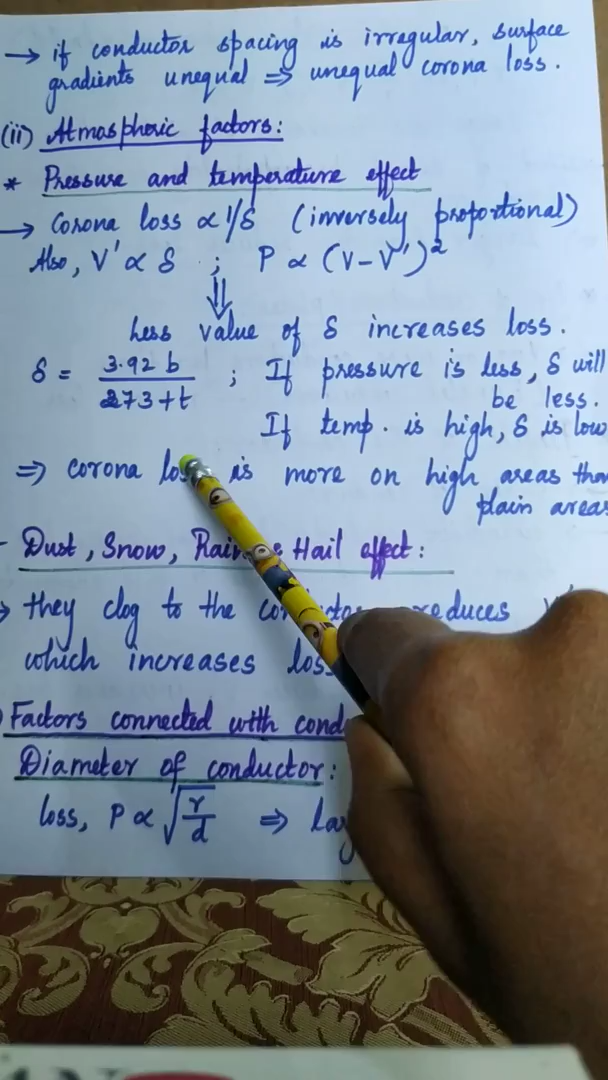 → if conductor spacing is irregular, surface
gradients unequal ⇒ unequal corona loss.
(ii) Atmospheric factors:
* Pressure and temperature effect
→ Corona loss ∝ 1/δ (inversely proportional)
Also, V' ∝ δ ; P ∝ (V-V')²
⇓
Less value of δ increases loss.
δ = 3.92 b / 273+t ; If pressure is less, δ will
be less.
If temp. is high, δ is low
⇒ corona is more on high areas than
plain areas
- Dust, Snow, Rain Hail effect:
→ they clog to the reduces
which increases loss
Factors connected with
Diameter of conductor:
loss, P ∝ √r/d ⇒